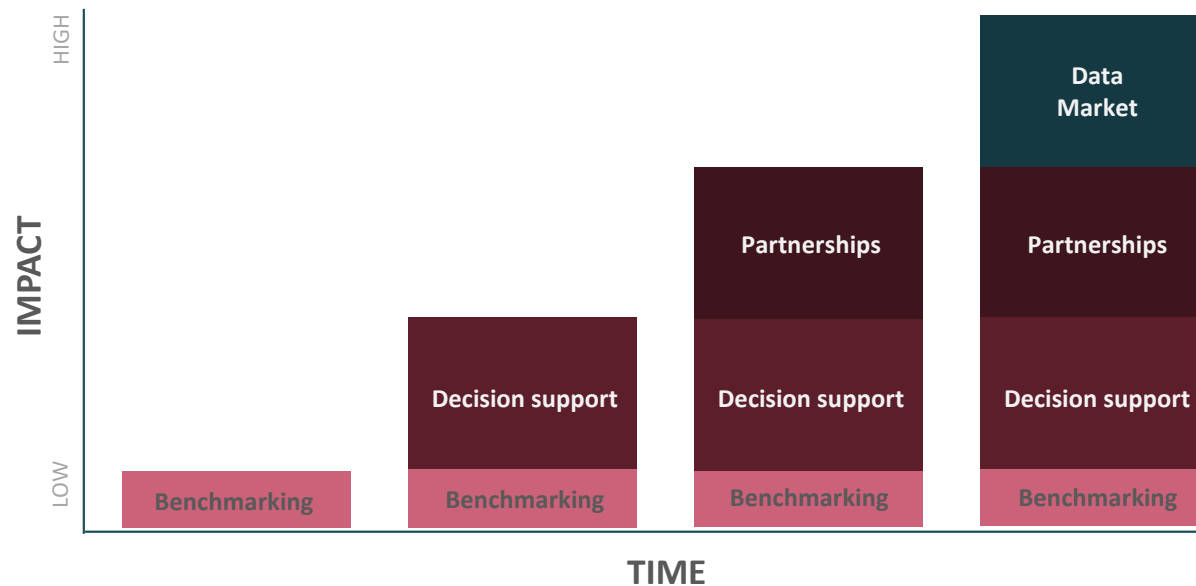 HIGH
Data
Market
IMPACT
Partnerships
Partnerships
Decision support
Decision support
Decision support
LOW
Benchmarking
Benchmarking
Benchmarking
Benchmarking
TIME